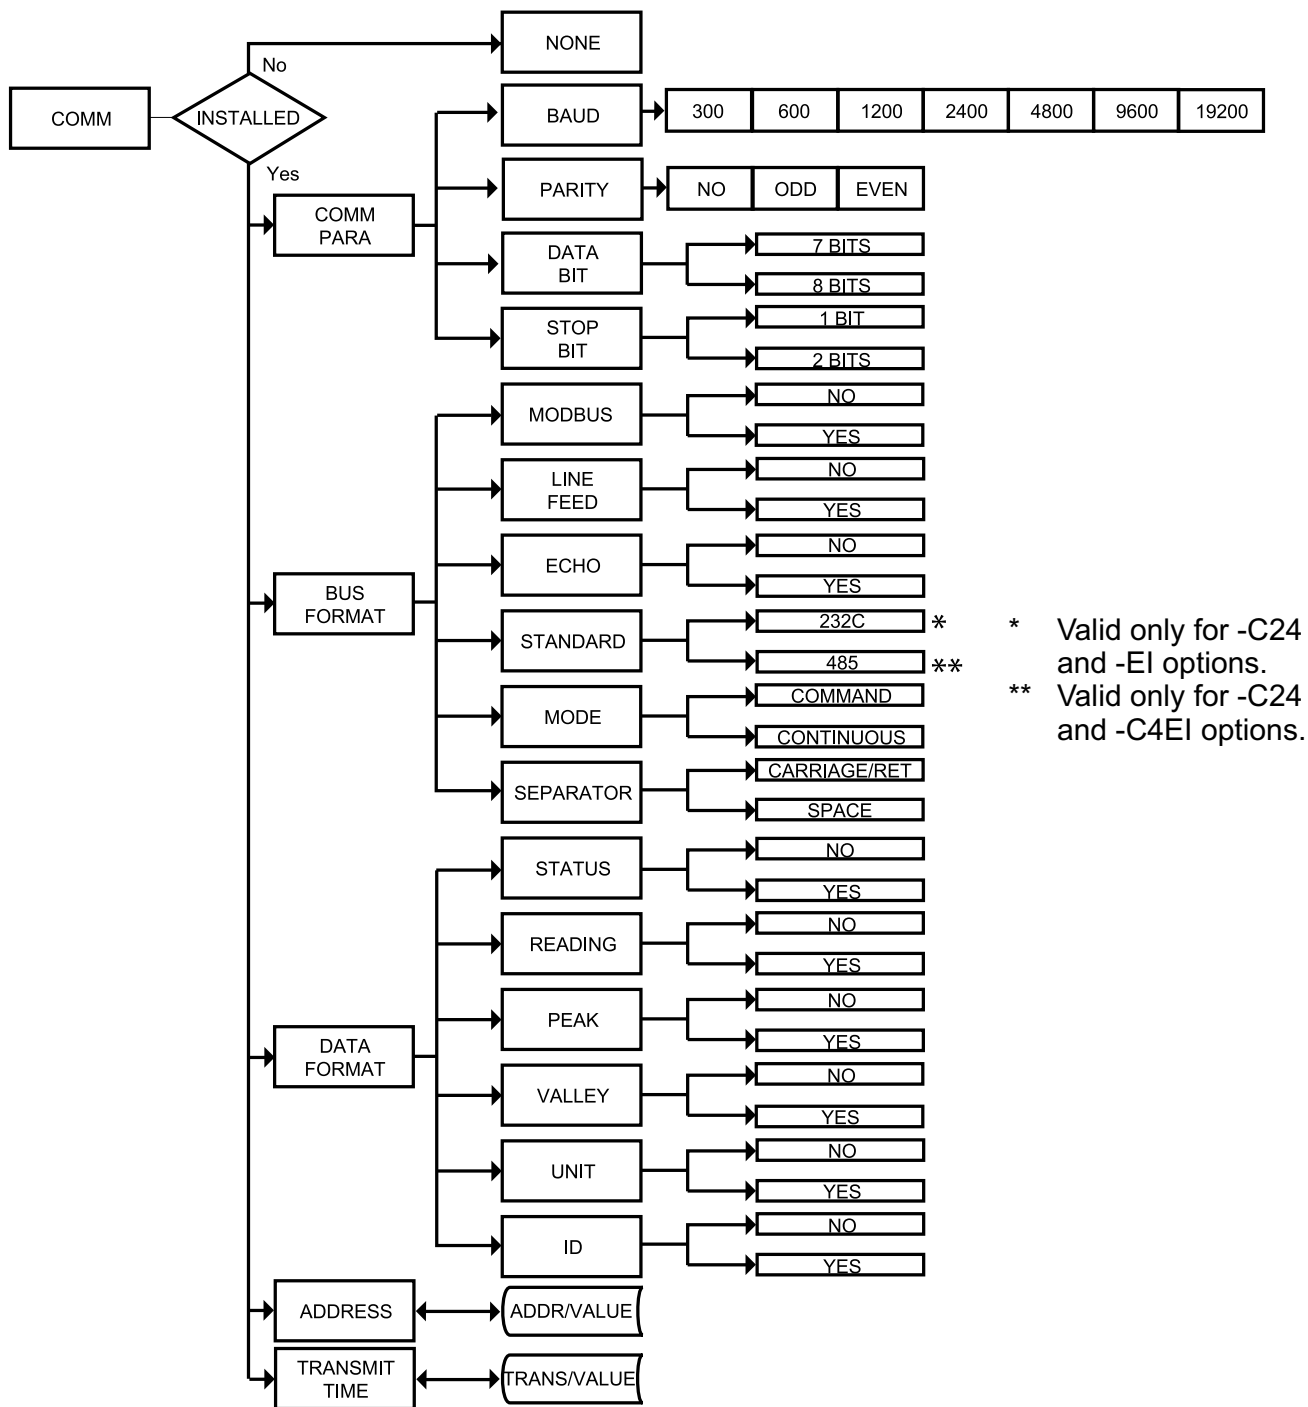 NONE
No
COMM
INSTALLED
BAUD
300 600 1200 2400 4800 9600 19200
Yes
COMM
PARA
PARITY
NO ODD EVEN
DATA
BIT
7 BITS
8 BITS
STOP
BIT
1 BIT
2 BITS
MODBUS
NO
YES
LINE
FEED
NO
YES
ECHO
NO
YES
BUS
FORMAT
STANDARD
232C *
485 **
* Valid only for -C24
and -EI options.
** Valid only for -C24
and -C4EI options.
MODE
COMMAND
CONTINUOUS
SEPARATOR
CARRIAGE/RET
SPACE
STATUS
NO
YES
READING
NO
YES
PEAK
NO
YES
DATA
FORMAT
VALLEY
NO
YES
UNIT
NO
YES
ID
NO
YES
ADDRESS
ADDR/VALUE
TRANSMIT
TIME
TRANS/VALUE